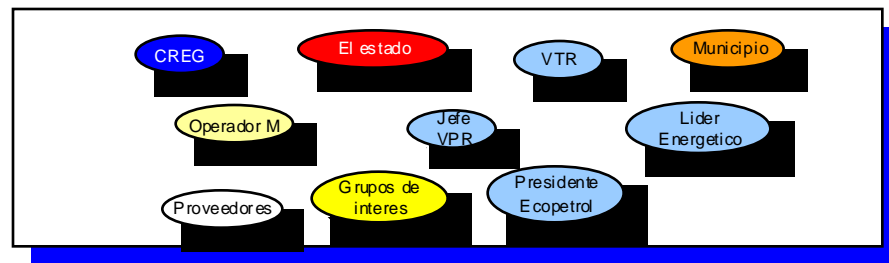 CREG
El estado
VTR
Municipio
Operador M
Jefe
VPR
Lider
Energetico
Proveedores
Grupos de
interes
Presidente
Ecopetrol